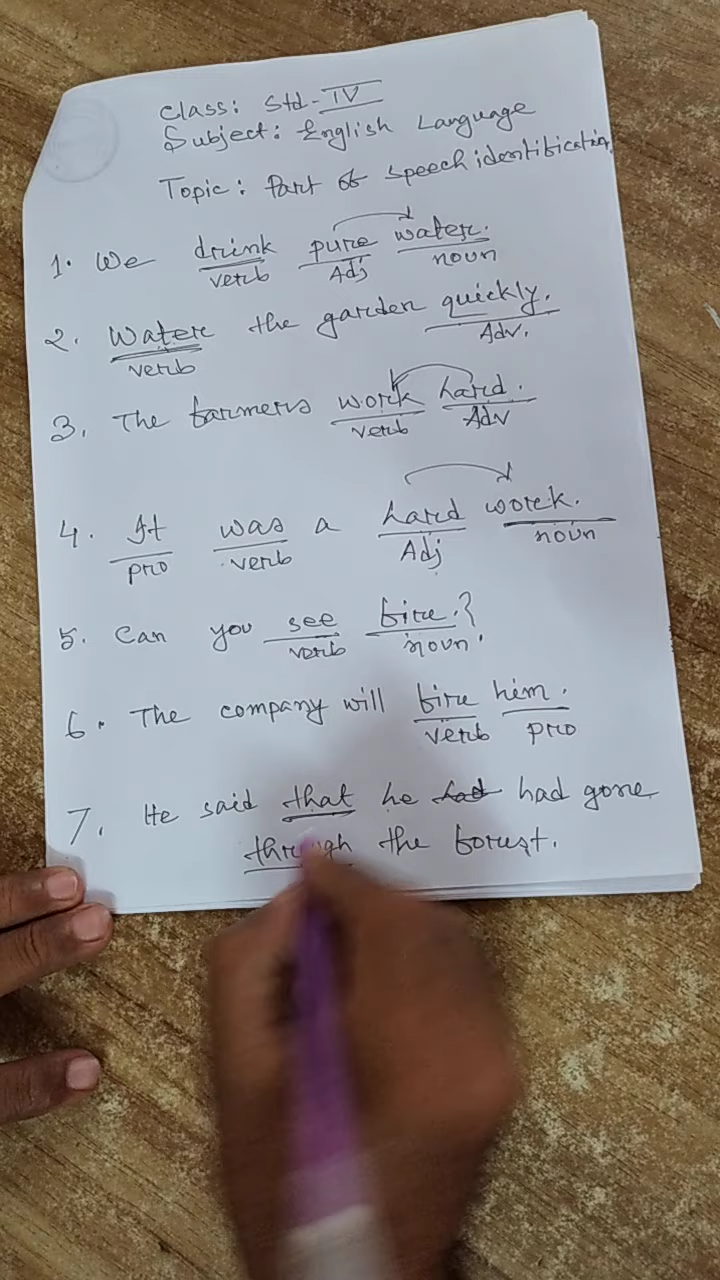 Class: Std-IV
Subject: English Language
Topic: Part of speech identification
1. We drink pure water.
verb Adj noun
2. Water the garden quickly.
verb Adv.
3. The farmers work hard.
verb Adv
4. It was a hard work.
pro verb Adj noun
5. Can you see fire?
verb noun.
6. The company will fire him.
verb pro
7. He said that he had had gone
through the forest.